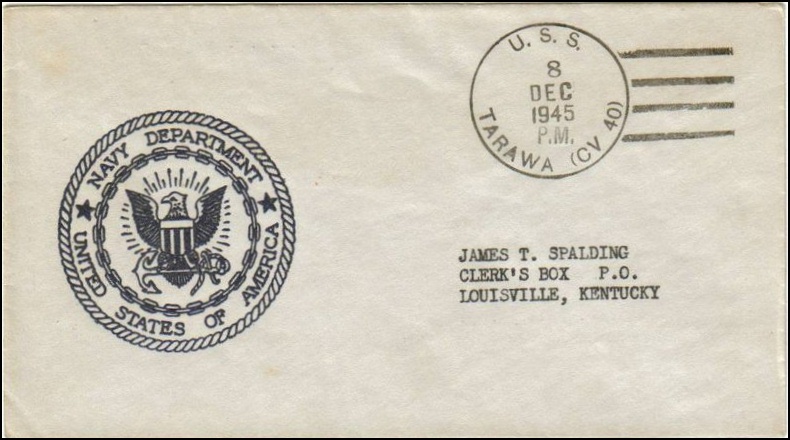 U. S. S.
8
DEC
1945
P.M.
TARAWA (CV 40)
★ NAVY DEPARTMENT ★
UNITED STATES OF AMERICA
JAMES T. SPALDING
CLERK'S BOX P.O.
LOUISVILLE, KENTUCKY